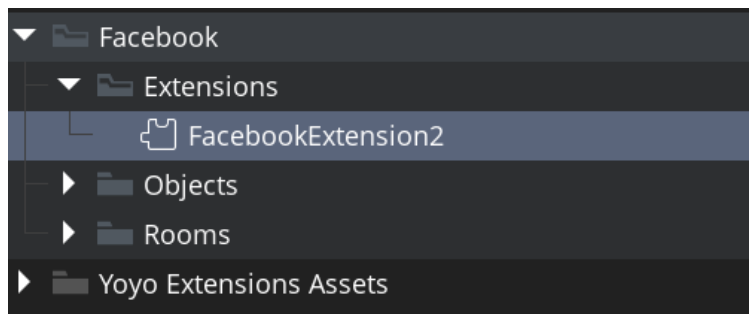 Facebook
Extensions
FacebookExtension2
Objects
Rooms
Yoyo Extensions Assets